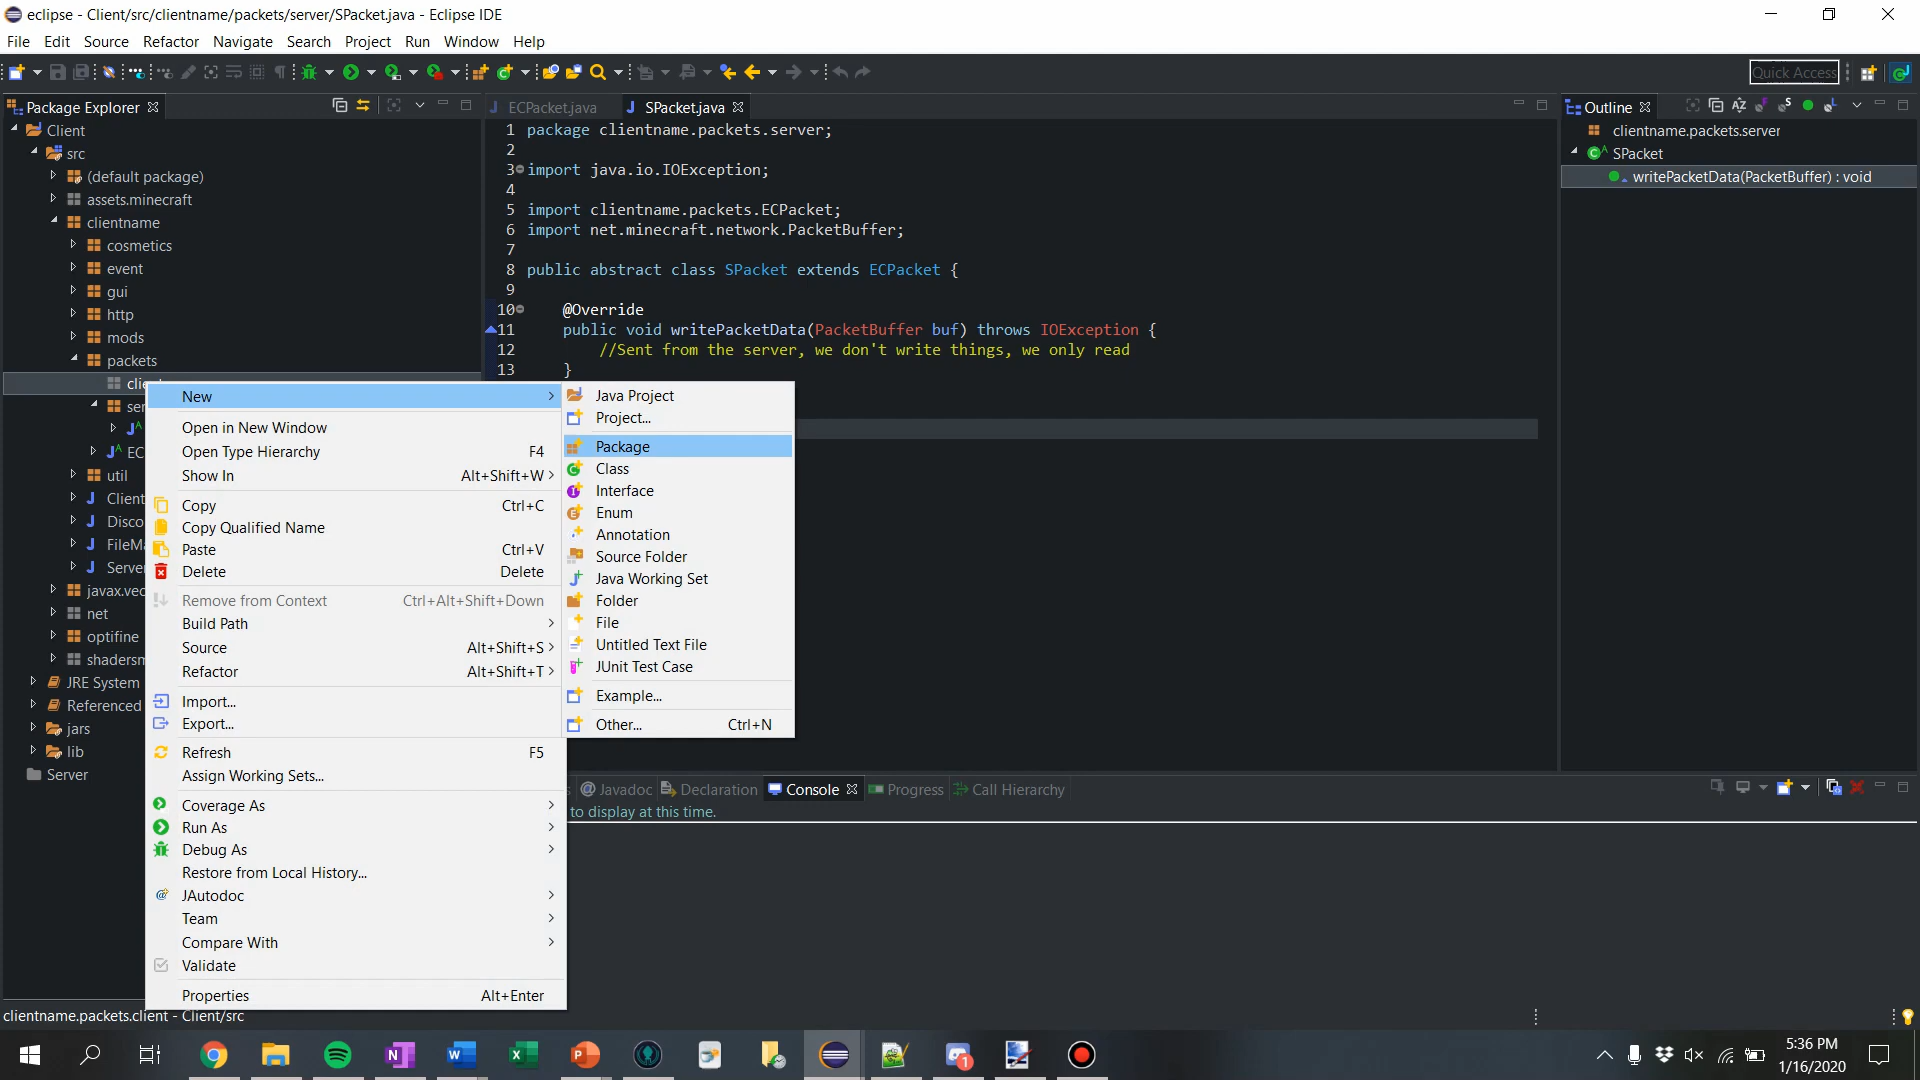 eclipse - Client/src/clientname/packets/server/SPacket.java - Eclipse IDE
File Edit Source Refactor Navigate Search Project Run Window Help
Quick Access
Package Explorer
Client
src
(default package)
assets.minecraft
clientname
cosmetics
event
gui
http
mods
packets
clie
ser
EC
util
Client
Disco
FileMa
Server
javax.vec
net
optifine
shadersm
JRE System
Referenced
jars
lib
Server
ECPacket.java
SPacket.java
1 package clientname.packets.server;
2
3 import java.io.IOException;
4
5 import clientname.packets.ECPacket;
6 import net.minecraft.network.PacketBuffer;
7
8 public abstract class SPacket extends ECPacket {
9
10 @Override
11 public void writePacketData(PacketBuffer buf) throws IOException {
12 //Sent from the server, we don't write things, we only read
13 }
New
Open in New Window
Open Type Hierarchy F4
Show In Alt+Shift+W
Copy Ctrl+C
Copy Qualified Name
Paste Ctrl+V
Delete Delete
Remove from Context Ctrl+Alt+Shift+Down
Build Path
Source Alt+Shift+S
Refactor Alt+Shift+T
Import...
Export...
Refresh F5
Assign Working Sets...
Coverage As
Run As
Debug As
Restore from Local History...
JAutodoc
Team
Compare With
Validate
Properties Alt+Enter
Java Project
Project...
Package
Class
Interface
Enum
Annotation
Source Folder
Java Working Set
Folder
File
Untitled Text File
JUnit Test Case
Example...
Other... Ctrl+N
Outline
clientname.packets.server
SPacket
writePacketData(PacketBuffer) : void
s @ Javadoc Declaration Console Progress Call Hierarchy
to display at this time.
clientname.packets.client - Client/src
5:36 PM
1/16/2020